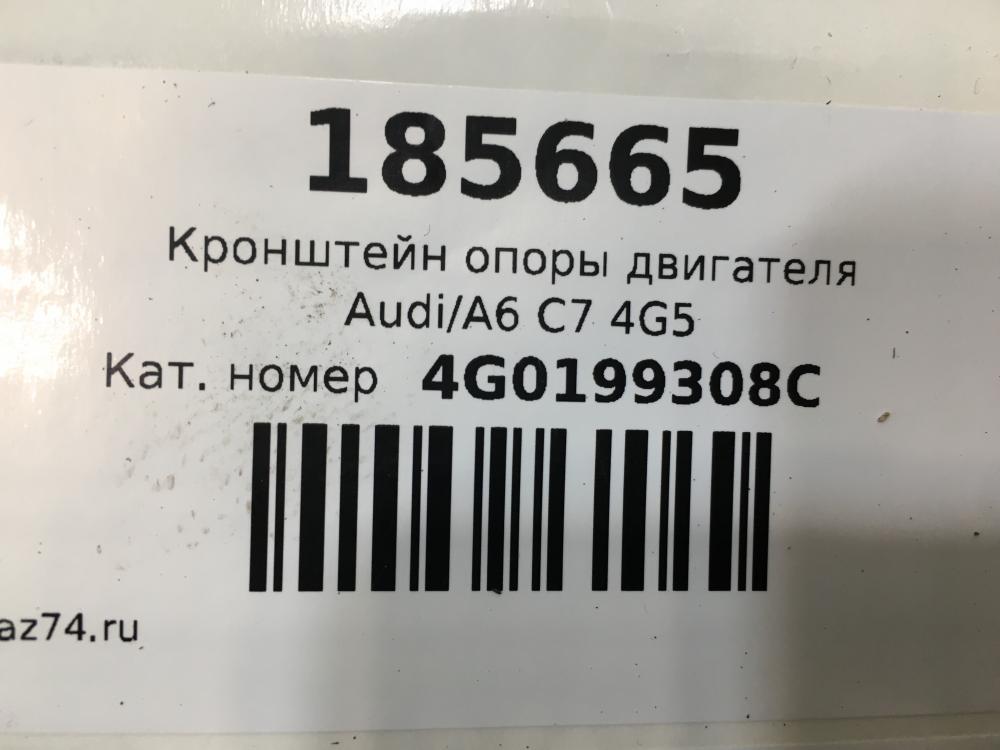 185665
Кронштейн опоры двигателя
Audi/A6 C7 4G5
Кат. номер 4G0199308C
az74.ru